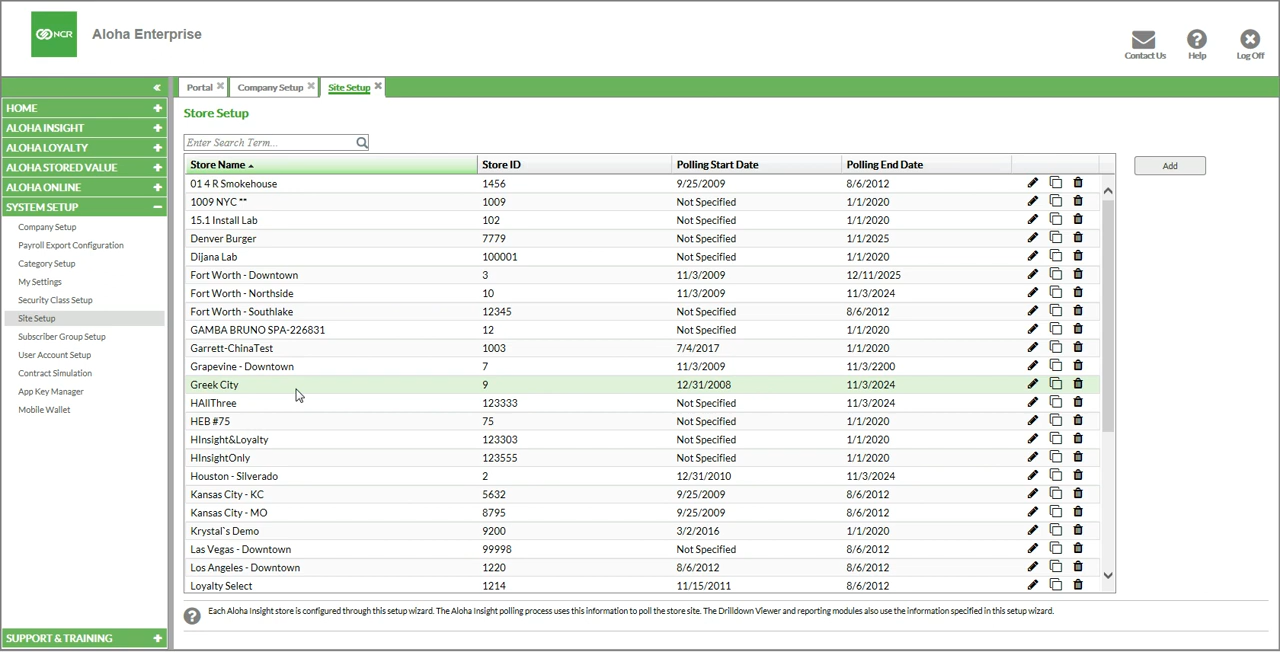 NCR
Aloha Enterprise
Contact Us
Help
Log Off
«
HOME +
ALOHA INSIGHT +
ALOHA LOYALTY +
ALOHA STORED VALUE +
ALOHA ONLINE +
SYSTEM SETUP −
Company Setup
Payroll Export Configuration
Category Setup
My Settings
Security Class Setup
Site Setup
Subscriber Group Setup
User Account Setup
Contract Simulation
App Key Manager
Mobile Wallet
SUPPORT & TRAINING +
Portal Company Setup Site Setup
Store Setup
Enter Search Term...
Store Name Store ID Polling Start Date Polling End Date
Add
01 4 R Smokehouse 1456 9/25/2009 8/6/2012
1009 NYC ** 1009 Not Specified 1/1/2020
15.1 Install Lab 102 Not Specified 1/1/2020
Denver Burger 7779 Not Specified 1/1/2025
Dijana Lab 100001 Not Specified 1/1/2020
Fort Worth - Downtown 3 11/3/2009 12/11/2025
Fort Worth - Northside 10 11/3/2009 11/3/2024
Fort Worth - Southlake 12345 Not Specified 8/6/2012
GAMBA BRUNO SPA-226831 12 Not Specified 1/1/2020
Garrett-ChinaTest 1003 7/4/2017 1/1/2020
Grapevine - Downtown 7 11/3/2009 11/3/2200
Greek City 9 12/31/2008 11/3/2024
HAllThree 123333 Not Specified 11/3/2024
HEB #75 75 Not Specified 1/1/2020
HInsight&Loyalty 123303 Not Specified 1/1/2020
HInsightOnly 123555 Not Specified 1/1/2020
Houston - Silverado 2 12/31/2010 11/3/2024
Kansas City - KC 5632 9/25/2009 8/6/2012
Kansas City - MO 8795 9/25/2009 8/6/2012
Krystal`s Demo 9200 3/2/2016 1/1/2020
Las Vegas - Downtown 99998 Not Specified 8/6/2012
Los Angeles - Downtown 1220 8/6/2012 8/6/2012
Loyalty Select 1214 11/15/2011 8/6/2012
Each Aloha Insight store is configured through this setup wizard. The Aloha Insight polling process uses this information to poll the store site. The Drilldown Viewer and reporting modules also use the information specified in this setup wizard.